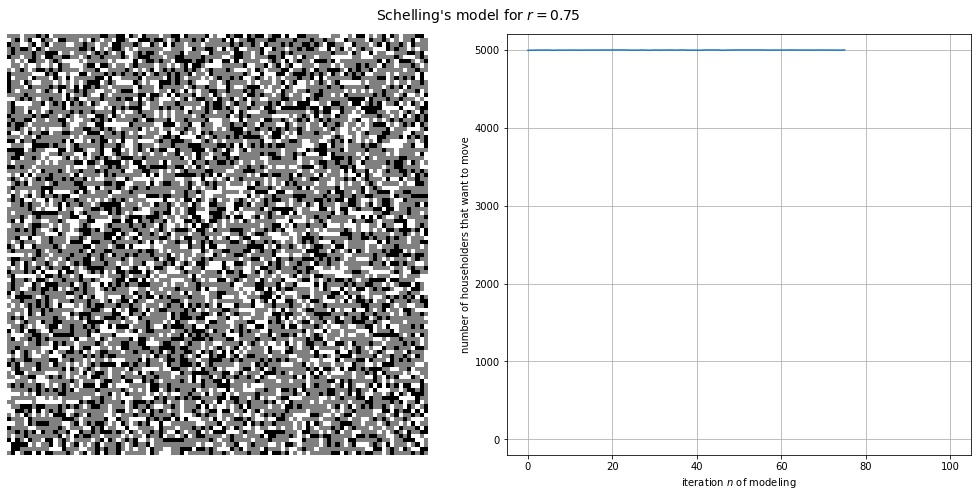 Schelling's model for r = 0.75
5000
4000
3000
2000
1000
0
number of householders that want to move
0 20 40 60 80 100
iteration n of modeling